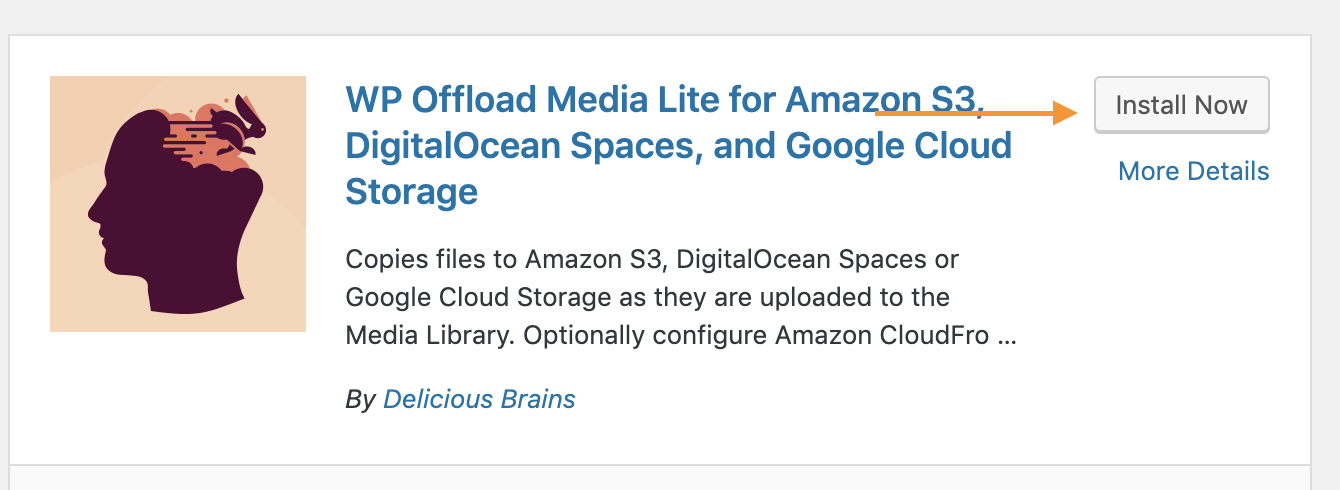 WP Offload Media Lite for Amazon S3,
DigitalOcean Spaces, and Google Cloud
Storage
Install Now
More Details
Copies files to Amazon S3, DigitalOcean Spaces or
Google Cloud Storage as they are uploaded to the
Media Library. Optionally configure Amazon CloudFro ...
By Delicious Brains